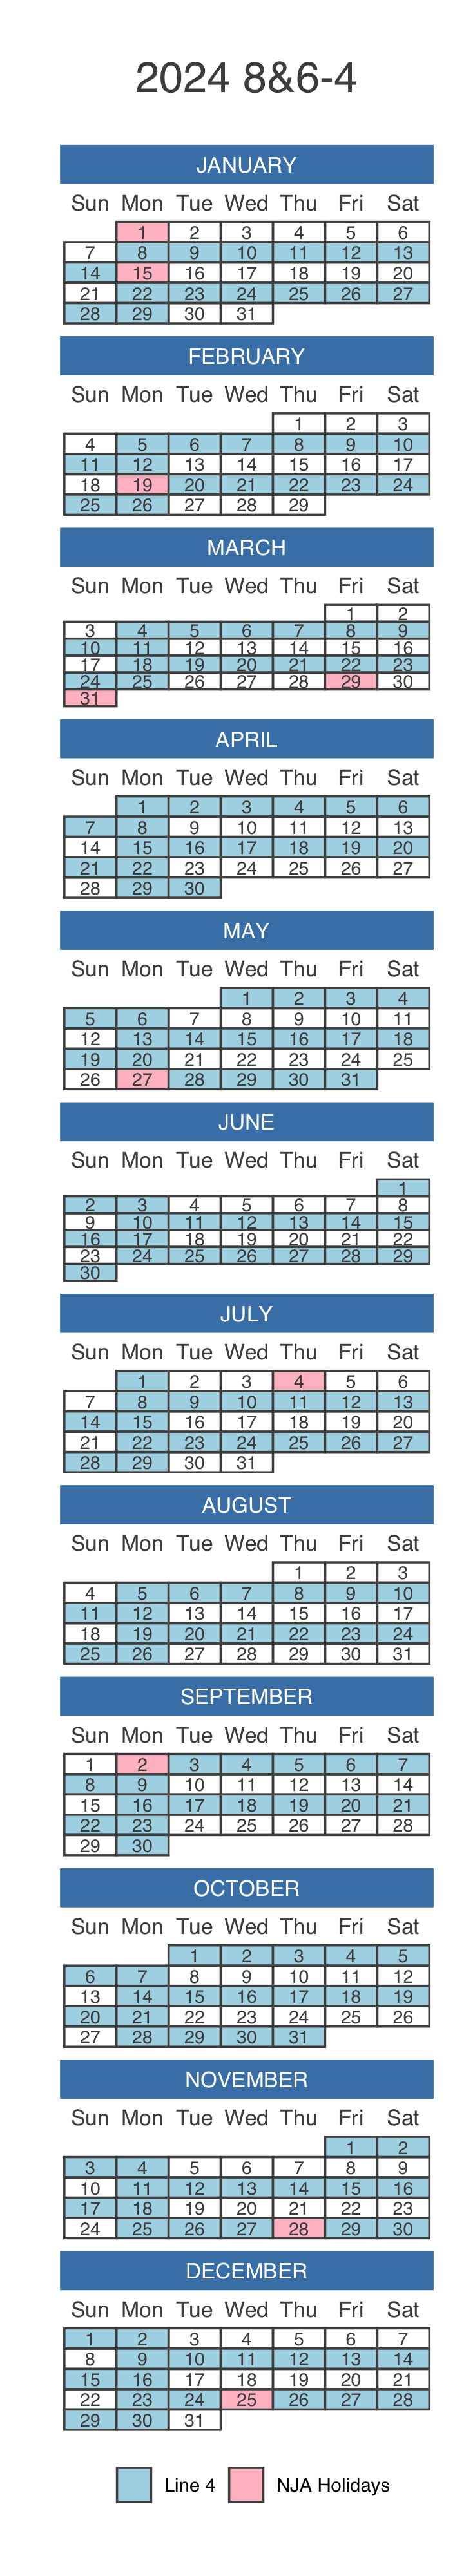 2024 8&6-4
JANUARY
Sun Mon Tue Wed Thu Fri Sat
1 2 3 4 5 6
7 8 9 10 11 12 13
14 15 16 17 18 19 20
21 22 23 24 25 26 27
28 29 30 31
FEBRUARY
Sun Mon Tue Wed Thu Fri Sat
1 2 3
4 5 6 7 8 9 10
11 12 13 14 15 16 17
18 19 20 21 22 23 24
25 26 27 28 29
MARCH
Sun Mon Tue Wed Thu Fri Sat
1 2
3 4 5 6 7 8 9
10 11 12 13 14 15 16
17 18 19 20 21 22 23
24 25 26 27 28 29 30
31
APRIL
Sun Mon Tue Wed Thu Fri Sat
1 2 3 4 5 6
7 8 9 10 11 12 13
14 15 16 17 18 19 20
21 22 23 24 25 26 27
28 29 30
MAY
Sun Mon Tue Wed Thu Fri Sat
1 2 3 4
5 6 7 8 9 10 11
12 13 14 15 16 17 18
19 20 21 22 23 24 25
26 27 28 29 30 31
JUNE
Sun Mon Tue Wed Thu Fri Sat
1
2 3 4 5 6 7 8
9 10 11 12 13 14 15
16 17 18 19 20 21 22
23 24 25 26 27 28 29
30
JULY
Sun Mon Tue Wed Thu Fri Sat
1 2 3 4 5 6
7 8 9 10 11 12 13
14 15 16 17 18 19 20
21 22 23 24 25 26 27
28 29 30 31
AUGUST
Sun Mon Tue Wed Thu Fri Sat
1 2 3
4 5 6 7 8 9 10
11 12 13 14 15 16 17
18 19 20 21 22 23 24
25 26 27 28 29 30 31
SEPTEMBER
Sun Mon Tue Wed Thu Fri Sat
1 2 3 4 5 6 7
8 9 10 11 12 13 14
15 16 17 18 19 20 21
22 23 24 25 26 27 28
29 30
OCTOBER
Sun Mon Tue Wed Thu Fri Sat
1 2 3 4 5
6 7 8 9 10 11 12
13 14 15 16 17 18 19
20 21 22 23 24 25 26
27 28 29 30 31
NOVEMBER
Sun Mon Tue Wed Thu Fri Sat
1 2
3 4 5 6 7 8 9
10 11 12 13 14 15 16
17 18 19 20 21 22 23
24 25 26 27 28 29 30
DECEMBER
Sun Mon Tue Wed Thu Fri Sat
1 2 3 4 5 6 7
8 9 10 11 12 13 14
15 16 17 18 19 20 21
22 23 24 25 26 27 28
29 30 31
Line 4 NJA Holidays